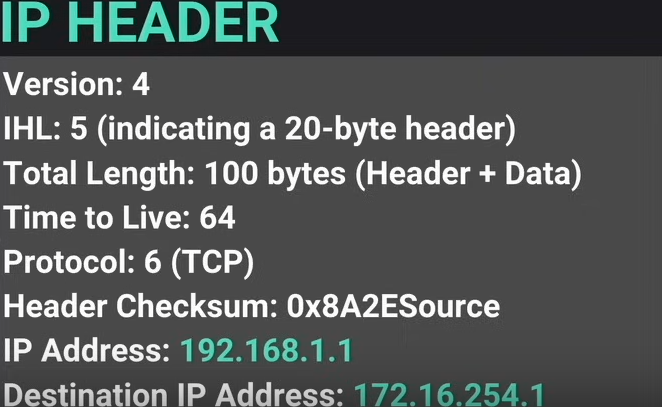 IP HEADER
Version: 4
IHL: 5 (indicating a 20-byte header)
Total Length: 100 bytes (Header + Data)
Time to Live: 64
Protocol: 6 (TCP)
Header Checksum: 0x8A2ESource
IP Address: 192.168.1.1
Destination IP Address: 172.16.254.1